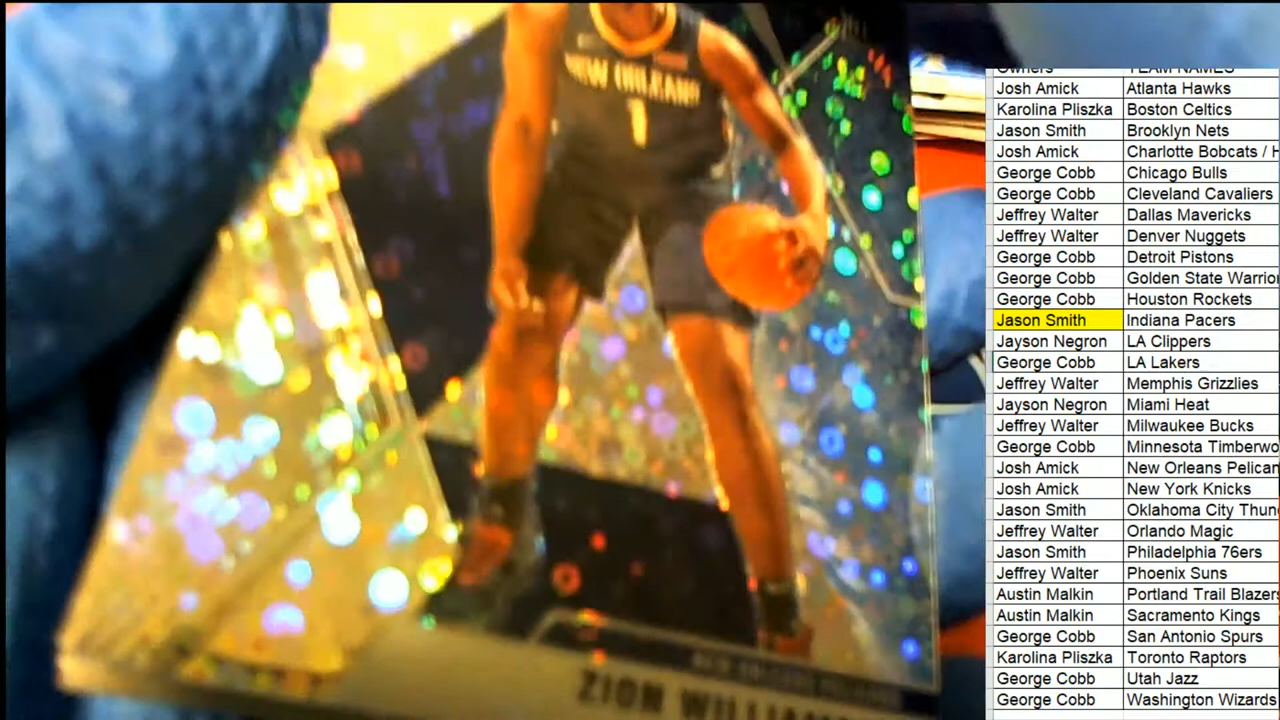 NEW ORLEANS
1
ZION WILLIAM
Owners TEAM NAMES
Josh Amick Atlanta Hawks
Karolina Pliszka Boston Celtics
Jason Smith Brooklyn Nets
Josh Amick Charlotte Bobcats / H
George Cobb Chicago Bulls
George Cobb Cleveland Cavaliers
Jeffrey Walter Dallas Mavericks
Jeffrey Walter Denver Nuggets
George Cobb Detroit Pistons
George Cobb Golden State Warrio
George Cobb Houston Rockets
Jason Smith Indiana Pacers
Jayson Negron LA Clippers
George Cobb LA Lakers
Jeffrey Walter Memphis Grizzlies
Jayson Negron Miami Heat
Jeffrey Walter Milwaukee Bucks
George Cobb Minnesota Timberwo
Josh Amick New Orleans Pelican
Josh Amick New York Knicks
Jason Smith Oklahoma City Thun
Jeffrey Walter Orlando Magic
Jason Smith Philadelphia 76ers
Jeffrey Walter Phoenix Suns
Austin Malkin Portland Trail Blazers
Austin Malkin Sacramento Kings
George Cobb San Antonio Spurs
Karolina Pliszka Toronto Raptors
George Cobb Utah Jazz
George Cobb Washington Wizards